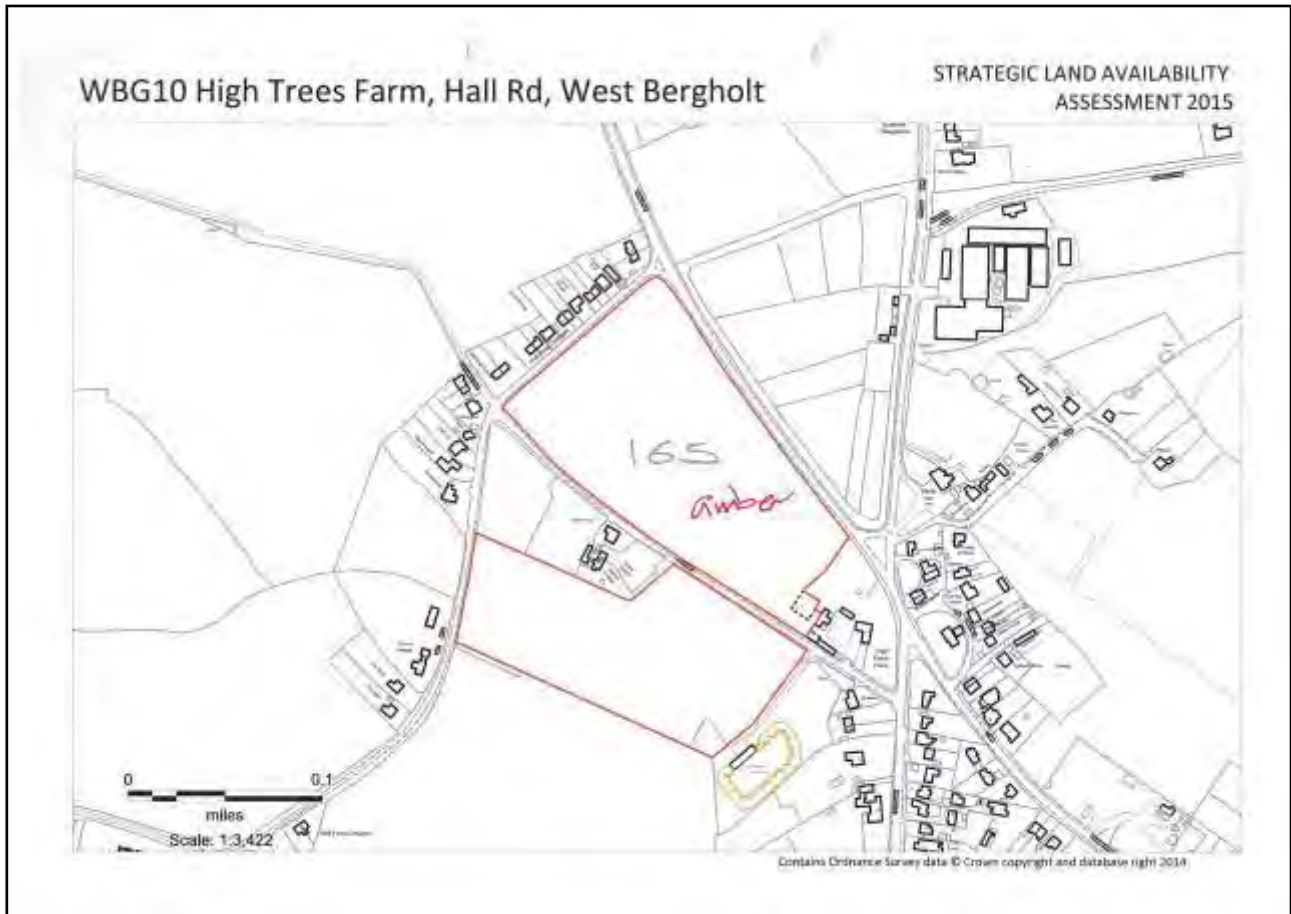 WBG10 High Trees Farm, Hall Rd, West Bergholt
STRATEGIC LAND AVAILABILITY
ASSESSMENT 2015
165
amber
0
0.1
miles
Scale: 1:3,422
Contains Ordnance Survey data © Crown copyright and database right 2014